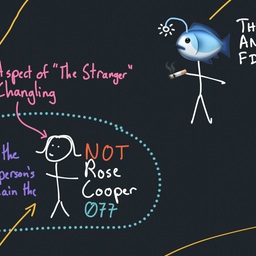 TH
AN
FI
Aspect of "The Stranger"
Changling
the
person's
ain the
NOT
Rose
Cooper
077